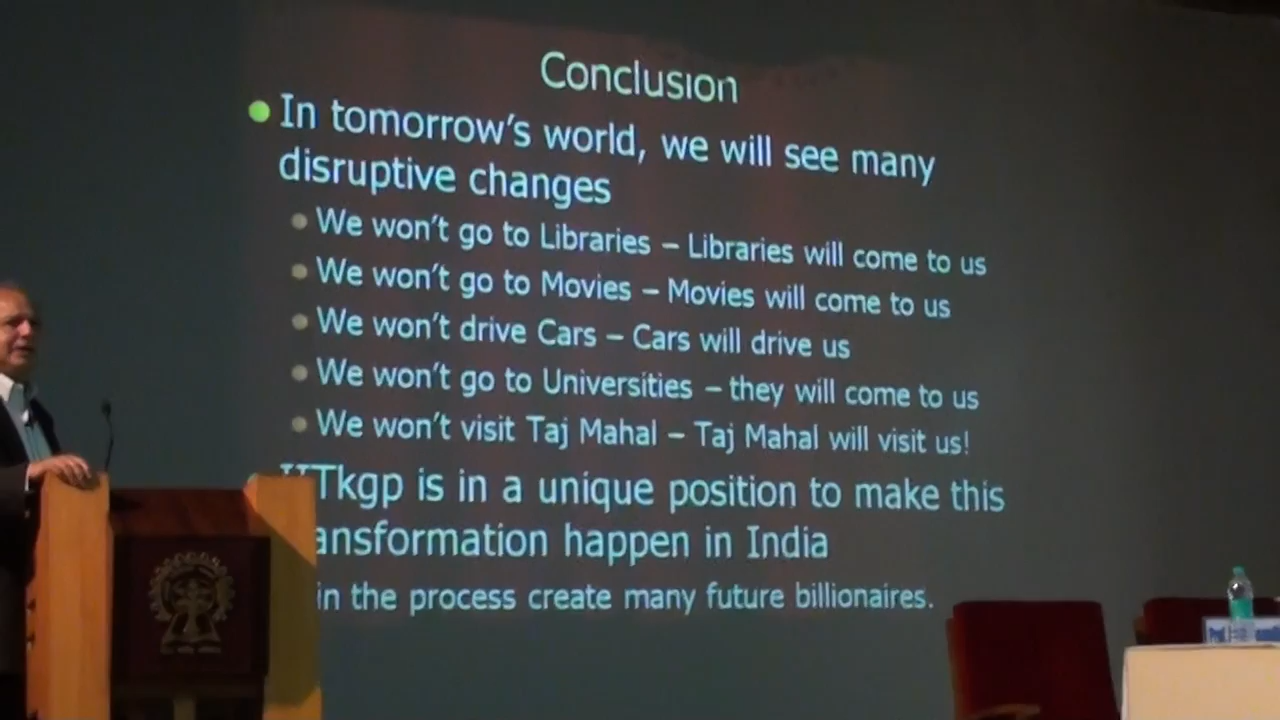 Conclusion
In tomorrow's world, we will see many
disruptive changes
We won't go to Libraries – Libraries will come to us
We won't go to Movies – Movies will come to us
We won't drive Cars – Cars will drive us
We won't go to Universities – they will come to us
We won't visit Taj Mahal – Taj Mahal will visit us!
IITkgp is in a unique position to make this
ansformation happen in India
in the process create many future billionaires.
Prof.